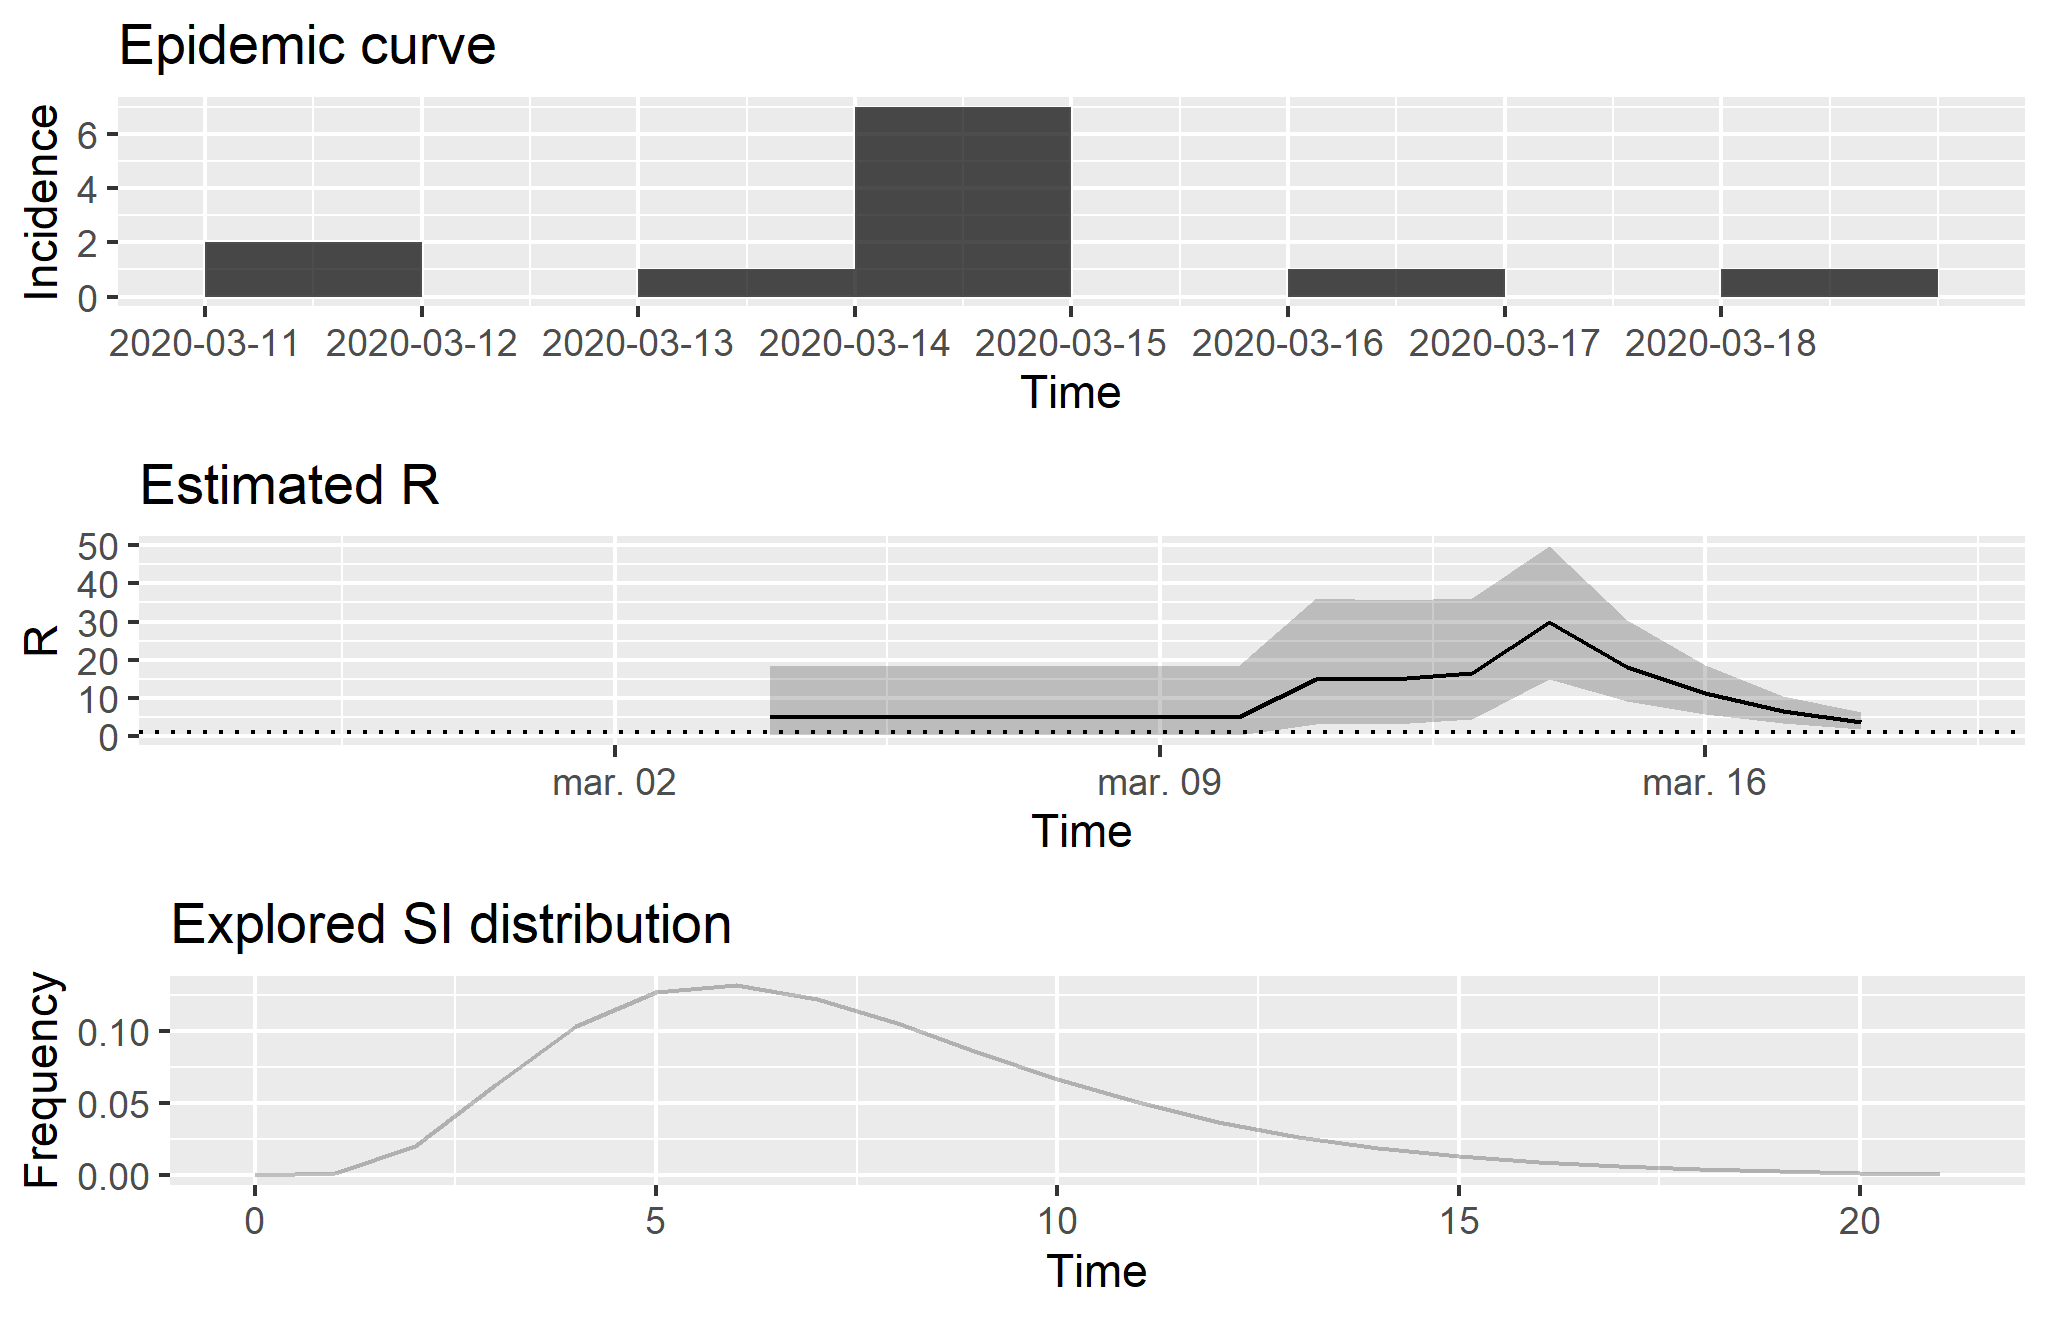 Epidemic curve
Incidence
6
4
2
0
2020-03-11 2020-03-12 2020-03-13 2020-03-14 2020-03-15 2020-03-16 2020-03-17 2020-03-18
Time
Estimated R
R
50
40
30
20
10
0
mar. 02 mar. 09 mar. 16
Time
Explored SI distribution
Frequency
0.10
0.05
0.00
0 5 10 15 20
Time